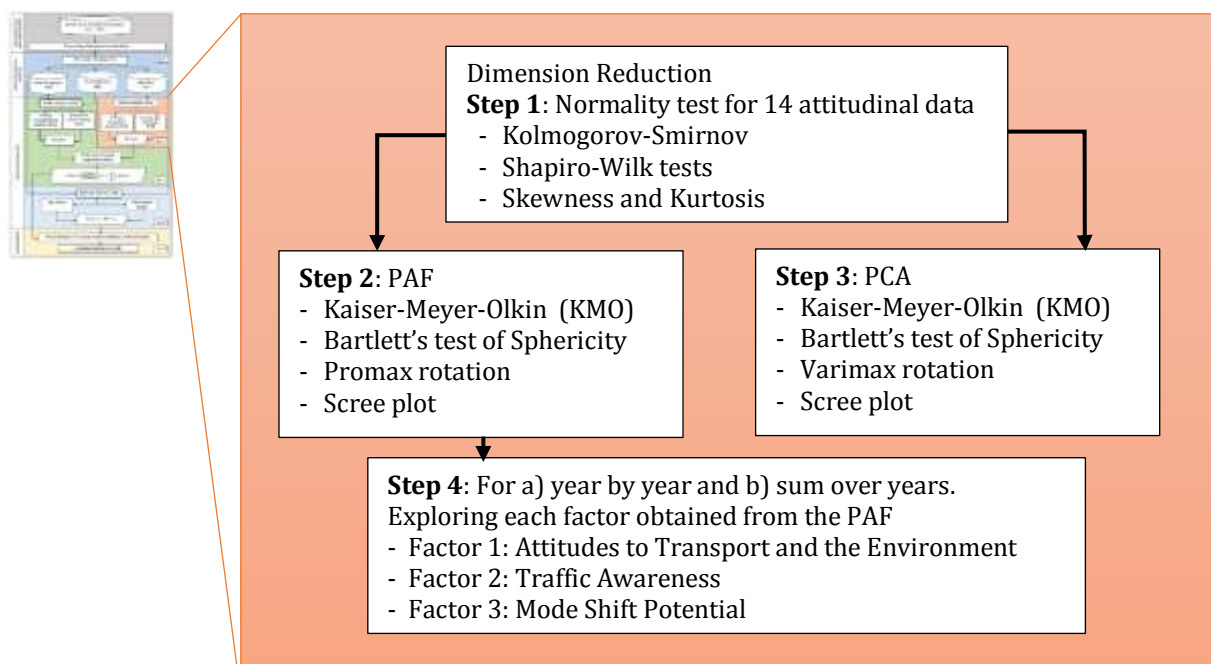 Dimension Reduction
Step 1: Normality test for 14 attitudinal data
- Kolmogorov-Smirnov
- Shapiro-Wilk tests
- Skewness and Kurtosis
Step 2: PAF
- Kaiser-Meyer-Olkin (KMO)
- Bartlett’s test of Sphericity
- Promax rotation
- Scree plot
Step 3: PCA
- Kaiser-Meyer-Olkin (KMO)
- Bartlett’s test of Sphericity
- Varimax rotation
- Scree plot
Step 4: For a) year by year and b) sum over years.
Exploring each factor obtained from the PAF
- Factor 1: Attitudes to Transport and the Environment
- Factor 2: Traffic Awareness
- Factor 3: Mode Shift Potential